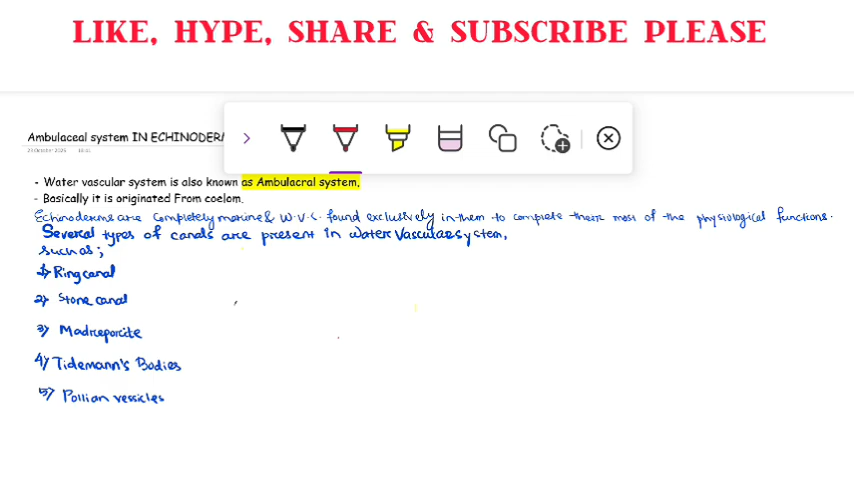 LIKE, HYPE, SHARE & SUBSCRIBE PLEASE
Ambulaceal system IN ECHINODER
- Water vascular system is also known as Ambulacral system,
- Basically it is originated From coelom.
Echinoderms are completely marine & W.V.S. found exclusively in them to complete their most of the physiological functions.
Several types of canals are present in water vascular system,
such as;
1) Ring canal
2) Stone canal
3) Madreporite
4) Tidemann's Bodies
5) Pollian vessicles